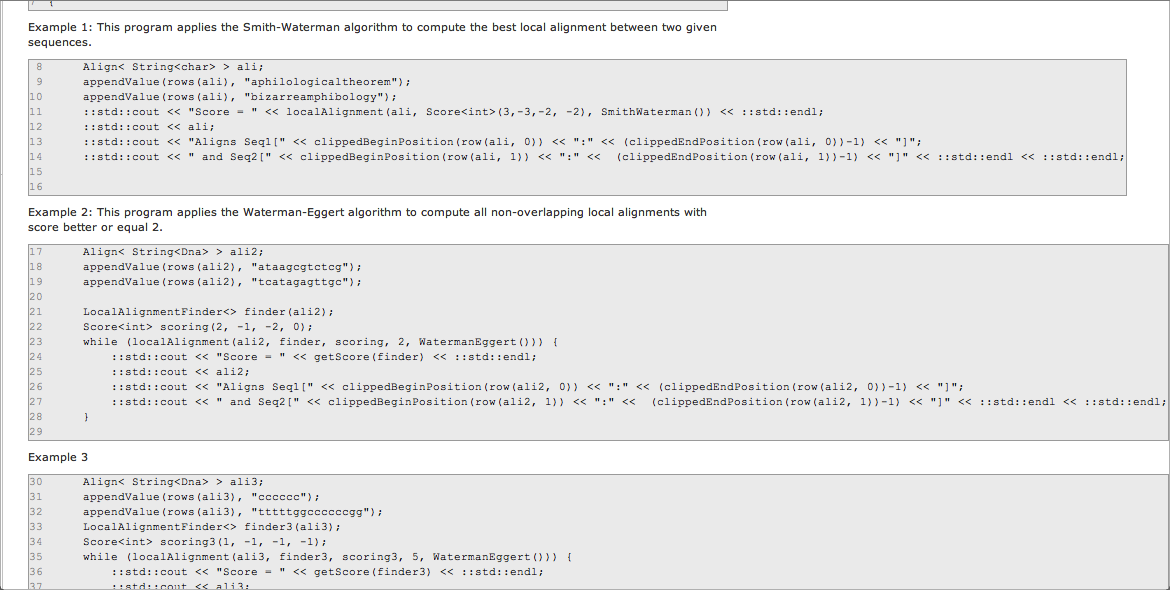 7 {
Example 1: This program applies the Smith-Waterman algorithm to compute the best local alignment between two given
sequences.
8 Align< String<char> > ali;
9 appendValue(rows(ali), "aphilologicaltheorem");
10 appendValue(rows(ali), "bizarreamphibology");
11 ::std::cout << "Score = " << localAlignment(ali, Score<int>(3,-3,-2, -2), SmithWaterman()) << ::std::endl;
12 ::std::cout << ali;
13 ::std::cout << "Aligns Seq1[" << clippedBeginPosition(row(ali, 0)) << ":" << (clippedEndPosition(row(ali, 0))-1) << "]";
14 ::std::cout << " and Seq2[" << clippedBeginPosition(row(ali, 1)) << ":" <<  (clippedEndPosition(row(ali, 1))-1) << "]" << ::std::endl << ::std::endl;
15
16
Example 2: This program applies the Waterman-Eggert algorithm to compute all non-overlapping local alignments with
score better or equal 2.
17 Align< String<Dna> > ali2;
18 appendValue(rows(ali2), "ataagcgtctcg");
19 appendValue(rows(ali2), "tcatagagttgc");
20
21 LocalAlignmentFinder<> finder(ali2);
22 Score<int> scoring(2, -1, -2, 0);
23 while (localAlignment(ali2, finder, scoring, 2, WatermanEggert())) {
24 ::std::cout << "Score = " << getScore(finder) << ::std::endl;
25 ::std::cout << ali2;
26 ::std::cout << "Aligns Seq1[" << clippedBeginPosition(row(ali2, 0)) << ":" << (clippedEndPosition(row(ali2, 0))-1) << "]";
27 ::std::cout << " and Seq2[" << clippedBeginPosition(row(ali2, 1)) << ":" <<  (clippedEndPosition(row(ali2, 1))-1) << "]" << ::std::endl << ::std::endl;
28 }
29
Example 3
30 Align< String<Dna> > ali3;
31 appendValue(rows(ali3), "cccccc");
32 appendValue(rows(ali3), "tttttggccccccgg");
33 LocalAlignmentFinder<> finder3(ali3);
34 Score<int> scoring3(1, -1, -1, -1);
35 while (localAlignment(ali3, finder3, scoring3, 5, WatermanEggert())) {
36 ::std::cout << "Score = " << getScore(finder3) << ::std::endl;
37 ::std::cout << ali3;